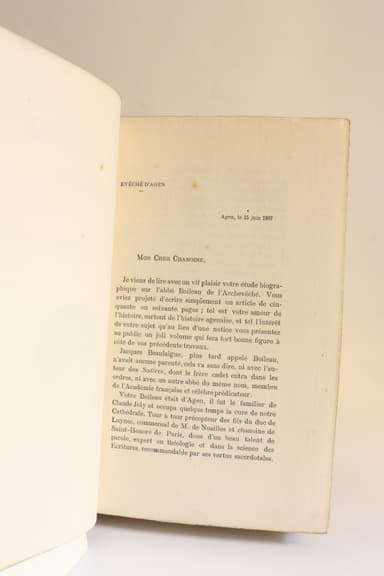 EVÊCHÉ D'AGEN
Agen, le 15 juin 1907
MON CHER CHANOINE,
Je viens de lire avec un vif plaisir votre étude biogra-
phique sur l'abbé Boileau de l'Archevêché. Vous
aviez projeté d'écrire simplement un article de cin-
quante ou soixante pages ; tel est votre amour de
l'histoire, surtout de l'histoire agenaise, et tel l'intérêt
de votre sujet qu'au lieu d'une notice vous présentez
au public un joli volume qui fera fort bonne figure à
côté de vos précédents travaux.
Jacques Beaulaigue, plus tard appelé Boileau,
n'avait aucune parenté, cela va sans dire, ni avec l'au-
teur des Satires, dont le frère cadet entra dans les
ordres, ni avec un autre abbé du même nom, membre
de l'Académie française et célèbre prédicateur.
Votre Boileau était d'Agen, il fut le familier de
Claude Joly et occupa quelque temps la cure de notre
Cathédrale. Tour à tour précepteur des fils du duc de
Luynes, commensal de M. de Noailles et chanoine de
Saint-Honoré de Paris, doué d'un beau talent de
parole, expert en théologie et dans la science des
Ecritures, recommandable par ses vertus sacerdotales,